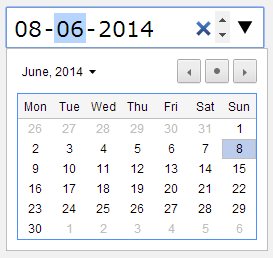 08-06-2014
June, 2014
Mon Tue Wed Thu Fri Sat Sun
26 27 28 29 30 31 1
2 3 4 5 6 7 8
9 10 11 12 13 14 15
16 17 18 19 20 21 22
23 24 25 26 27 28 29
30 1 2 3 4 5 6